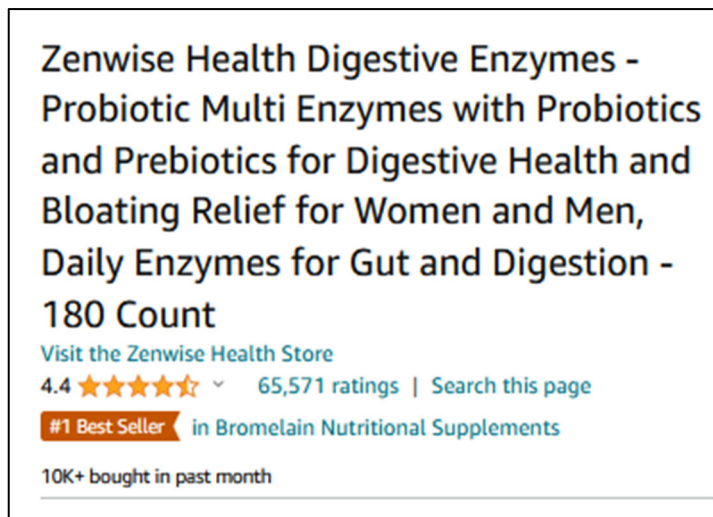 Zenwise Health Digestive Enzymes -
Probiotic Multi Enzymes with Probiotics
and Prebiotics for Digestive Health and
Bloating Relief for Women and Men,
Daily Enzymes for Gut and Digestion -
180 Count
Visit the Zenwise Health Store
4.4 65,571 ratings | Search this page
#1 Best Seller in Bromelain Nutritional Supplements
10K+ bought in past month